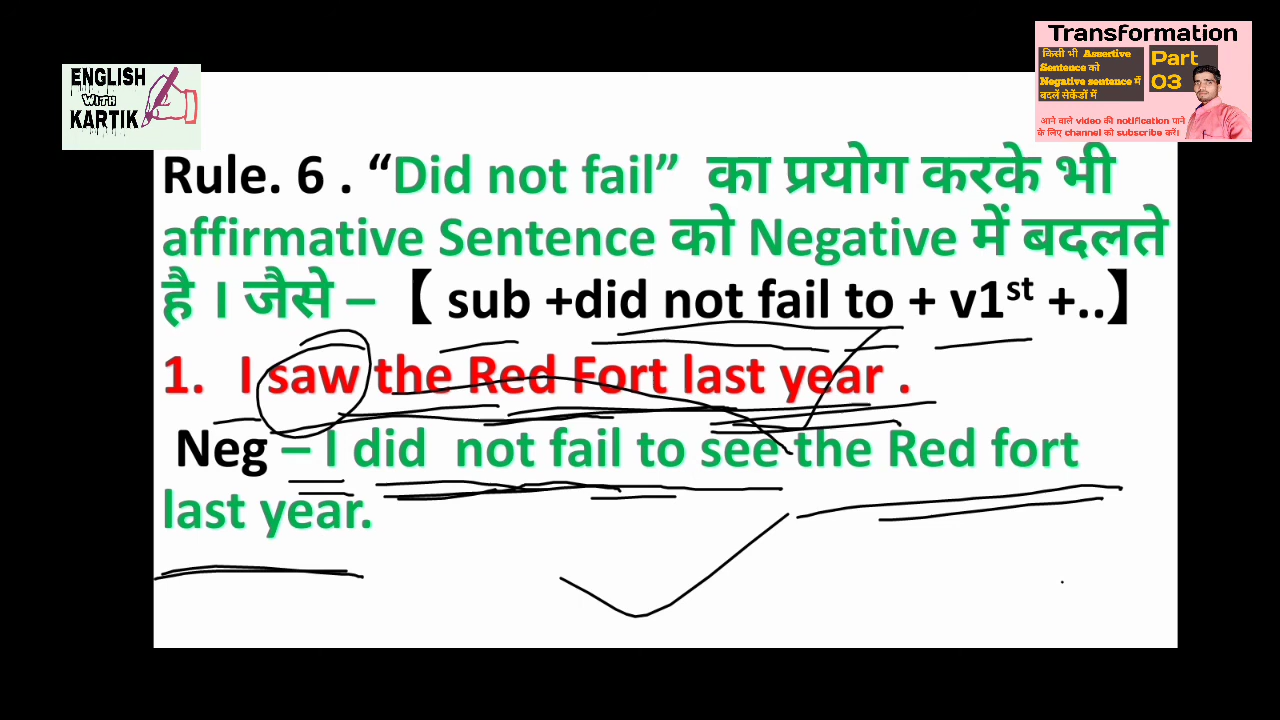 Transformation
किसी भी Assertive
Sentence को
Negative sentence में
बदलें सेकेंडों में
Part
03
आने वाले video की notification पाने
के लिए channel को subscribe करें।
ENGLISH
WITH
KARTIK
Rule. 6 . “Did not fail” का प्रयोग करके भी
affirmative Sentence को Negative में बदलते
है । जैसे – 【 sub +did not fail to + v1st +..】
1. I saw the Red Fort last year .
Neg – I did not fail to see the Red fort
last year.